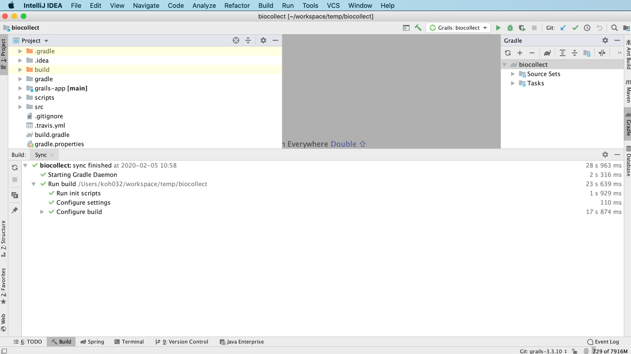 IntelliJ IDEA File Edit View Navigate Code Analyze Refactor Build Run Tools VCS Window Help
biocollect [~/workspace/temp/biocollect]
biocollect
Grails: biocollect
Git:
1: Project
Project
Gradle
.gradle
.idea
build
gradle
grails-app [main]
scripts
src
.gitignore
.travis.yml
build.gradle
gradle.properties
n Everywhere Double ⇧
biocollect
Source Sets
Tasks
Ant Build
Maven
Gradle
Database
Build: Sync
biocollect: sync finished at 2020-02-05 10:58 28 s 963 ms
Starting Gradle Daemon 2 s 316 ms
Run build /Users/koh032/workspace/temp/biocollect 23 s 639 ms
Run init scripts 1 s 929 ms
Configure settings 110 ms
Configure build 17 s 874 ms
Z: Structure
2: Favorites
Web
6: TODO Build Spring Terminal 9: Version Control Java Enterprise Event Log
Git: grails-3.3.10 729 of 7916M